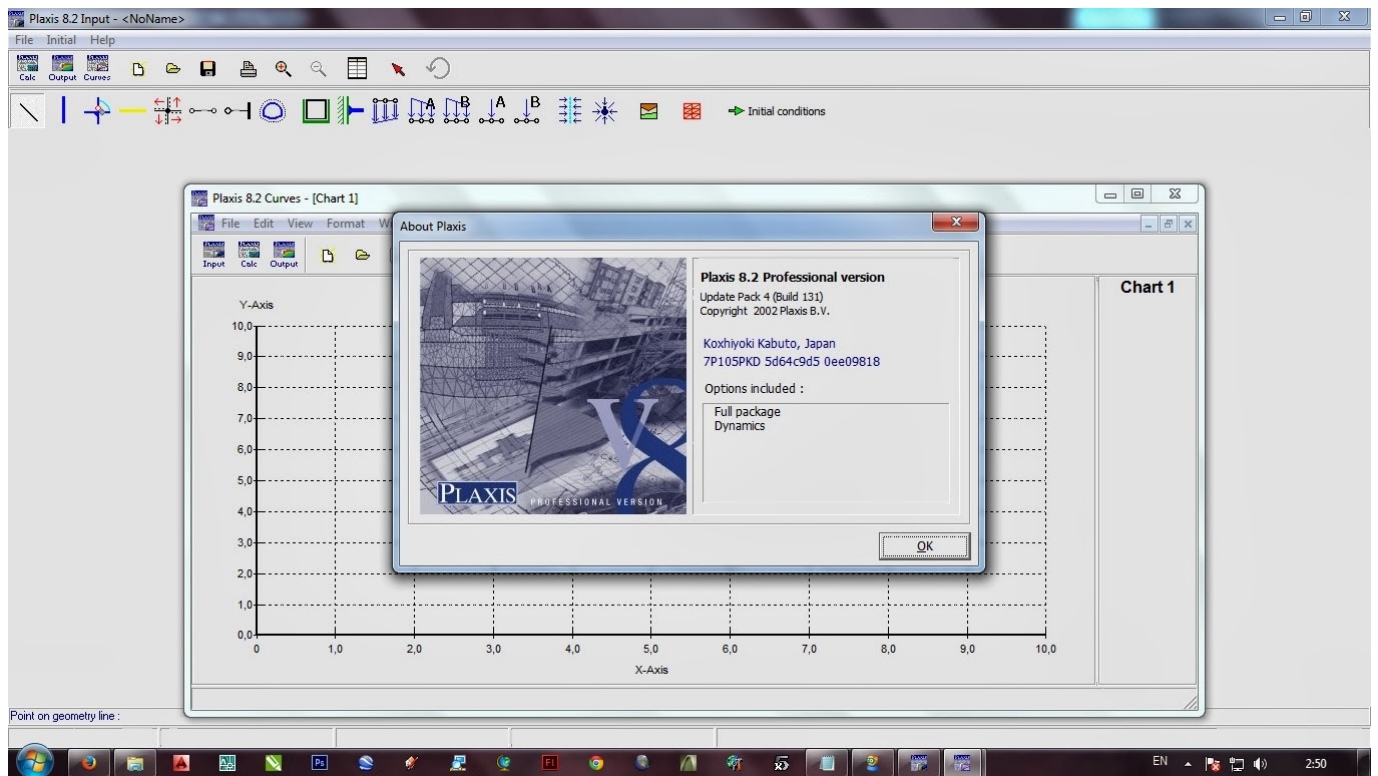 Plaxis 8.2 Input - <NoName>
File Initial Help
Calc Output Curves
A B A B Initial conditions
Plaxis 8.2 Curves - [Chart 1]
File Edit View Format W
Input Calc Output
About Plaxis
Plaxis 8.2 Professional version
Update Pack 4 (Build 131)
Copyright 2002 Plaxis B.V.
Koxhiyoki Kabuto, Japan
7P105PKD 5d64c9d5 0ee09818
Options included :
Full package
Dynamics
V8
PLAXIS PROFESSIONAL VERSION
OK
Chart 1
Y-Axis
10,0
9,0
8,0
7,0
6,0
5,0
4,0
3,0
2,0
1,0
0,0
0 1,0 2,0 3,0 4,0 5,0 6,0 7,0 8,0 9,0 10,0
X-Axis
Point on geometry line :
Ps Fl EN 2:50